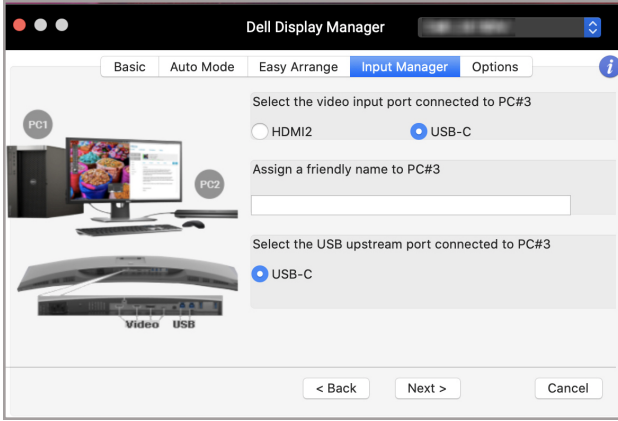 Dell Display Manager
Basic Auto Mode Easy Arrange Input Manager Options i
Select the video input port connected to PC#3
HDMI2 USB-C
Assign a friendly name to PC#3
Select the USB upstream port connected to PC#3
USB-C
PC1
PC2
Video USB
< Back Next > Cancel